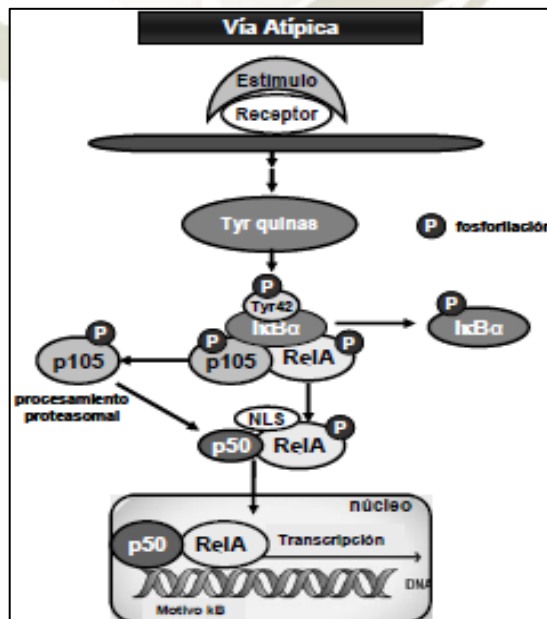 Vía Atípica
Estimulo
Receptor
Tyr quinas
P fosforilación
P
Tyr42
IκBα
P
IκBα
P
p105
P
p105
RelA
P
procesamiento
proteasomal
NLS
p50
RelA
P
núcleo
p50
RelA
Transcripción
DNA
Motivo kB